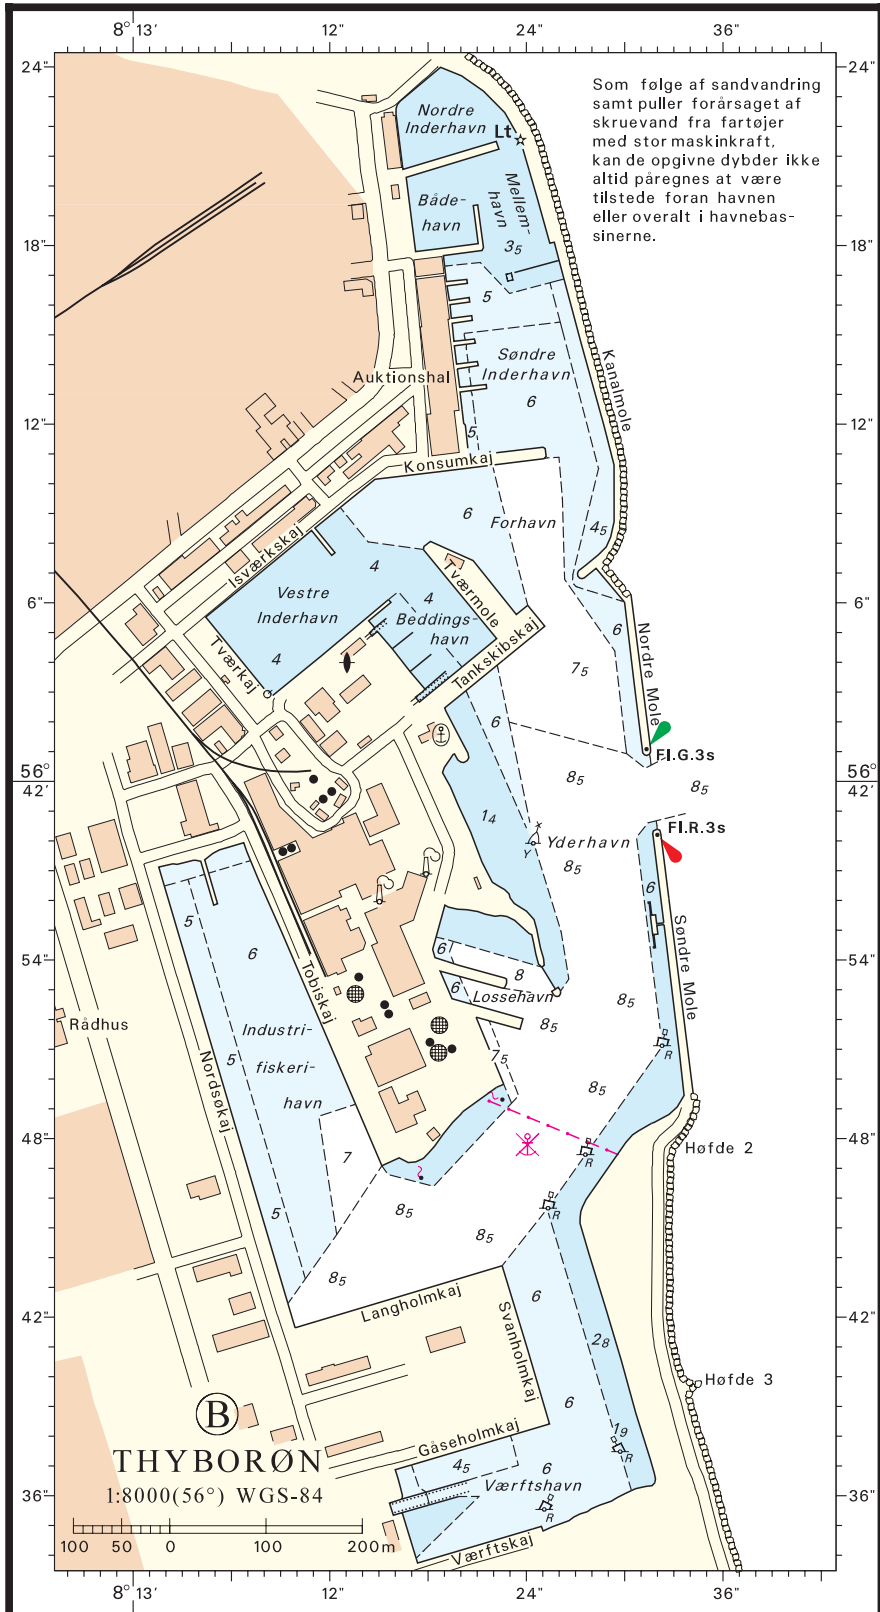 8° 13' 12" 24" 36"
24" 24"
Som følge af sandvandring
samt puller forårsaget af
skruevand fra fartøjer
med stor maskinkraft,
kan de opgivne dybder ikke
altid påregnes at være
tilstede foran havnen
eller overalt i havnebas-
sinerne.
Nordre
Inderhavn
Lt
Både-
havn
Mellem-
havn
3₅
18" 18"
5
Søndre
Inderhavn
Kanalmole
Auktionshal
6
12" 12"
5
Konsumkaj
6
Forhavn
4₅
Isværkskaj
4
Tværmole
Vestre
Inderhavn
4
Beddings-
havn
6" 6"
6
Nordre Mole
Tværkaj
4
Tankskibskaj
7₅
6
Fl.G.3s
56°
42'
56°
42'
8₅
8₅
1₄
Fl.R.3s
Yderhavn
Y
8₅
6
5
6
Søndre Mole
6
8
54" 54"
6
Lossehavn
Tobiskaj
8₅
8₅
Rådhus
Industri-
fiskeri-
havn
Nordsøkaj
5
R
7₅
8₅
48" 48"
Høfde 2
7
R
5
8₅
R
8₅
8₅
6
42" 42"
Langholmkaj
Svanholmkaj
2₈
Høfde 3
B
6
1₉
THYBORØN
Gåseholmkaj
R
4₅
6
Værftshavn
36" 36"
1:8000(56°) WGS-84
R
100 50 0 100 200m
Værftskaj
8° 13' 12" 24" 36"